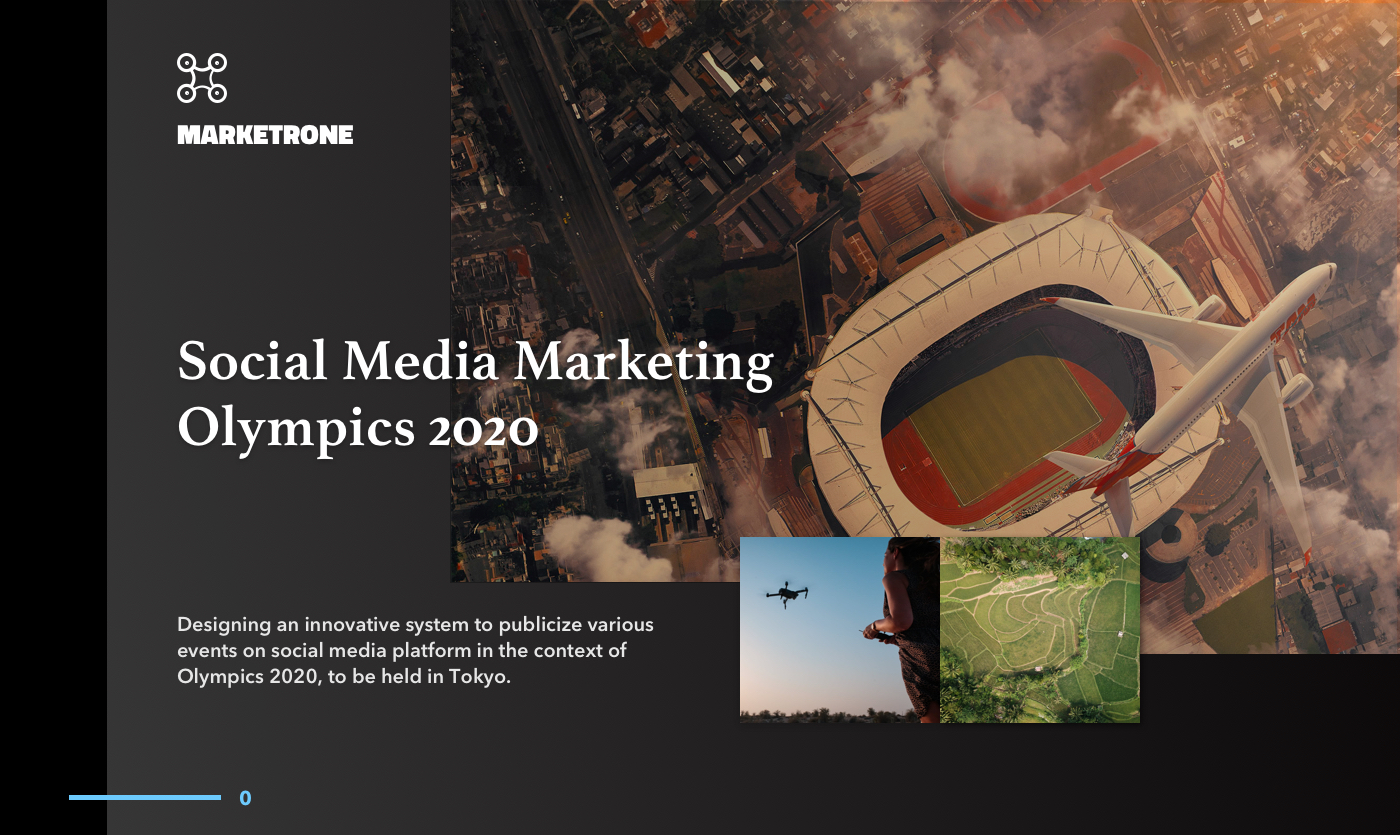 MARKETRONE
Social Media Marketing
Olympics 2020
Designing an innovative system to publicize various
events on social media platform in the context of
Olympics 2020, to be held in Tokyo.
0